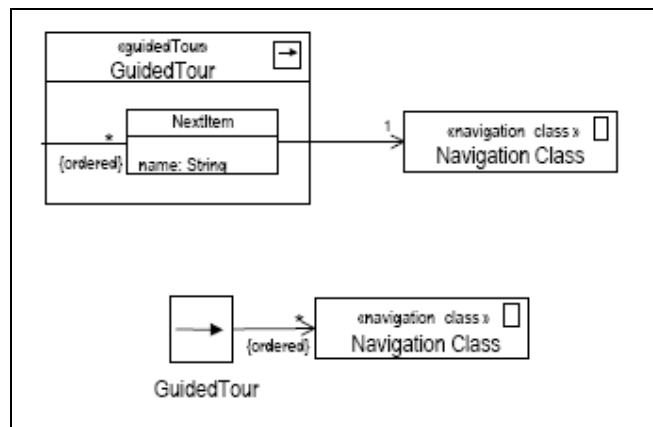 «guidedTour»
GuidedTour
NextItem
*
{ordered}
name: String
1
«navigation class»
Navigation Class
*
{ordered}
«navigation class»
Navigation Class
GuidedTour